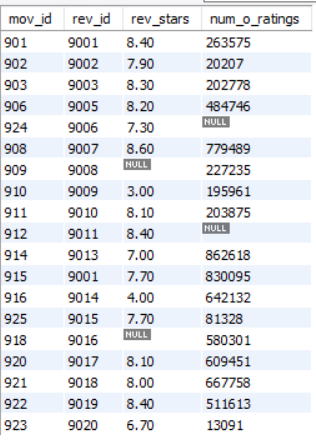 mov_id rev_id rev_stars num_o_ratings
901 9001 8.40 263575
902 9002 7.90 20207
903 9003 8.30 202778
906 9005 8.20 484746
924 9006 7.30 NULL
908 9007 8.60 779489
909 9008 NULL 227235
910 9009 3.00 195961
911 9010 8.10 203875
912 9011 8.40 NULL
914 9013 7.00 862618
915 9001 7.70 830095
916 9014 4.00 642132
925 9015 7.70 81328
918 9016 NULL 580301
920 9017 8.10 609451
921 9018 8.00 667758
922 9019 8.40 511613
923 9020 6.70 13091